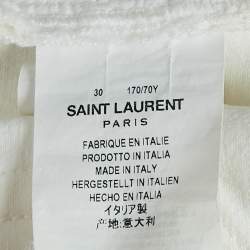 30 170/70Y
SAINT LAURENT
PARIS
FABRIQUE EN ITALIE
PRODOTTO IN ITALIA
MADE IN ITALY
HERGESTELLT IN ITALIEN
HECHO EN ITALIA
イタリア製
产地:意大利